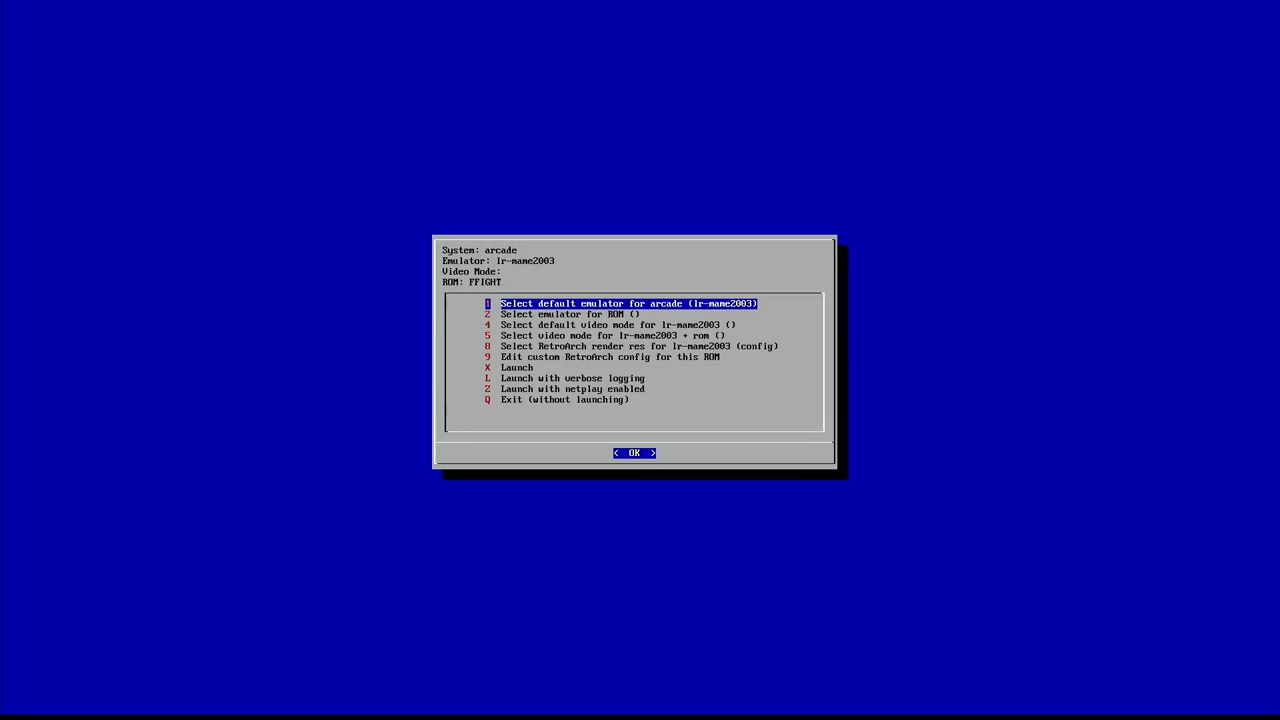 System: arcade
Emulator: lr-mame2003
Video Mode:
ROM: FFIGHT
1 Select default emulator for arcade (lr-mame2003)
2 Select emulator for ROM ()
4 Select default video mode for lr-mame2003 ()
5 Select video mode for lr-mame2003 + rom ()
8 Select RetroArch render res for lr-mame2003 (config)
9 Edit custom RetroArch config for this ROM
X Launch
L Launch with verbose logging
Z Launch with netplay enabled
Q Exit (without launching)
< OK >